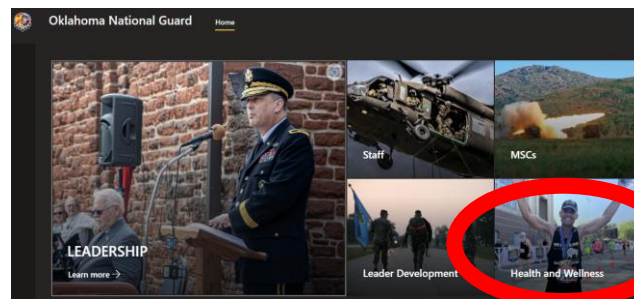 Oklahoma National Guard
Home
Staff
MSCs
LEADERSHIP
Learn more →
Leader Development
Health and Wellness